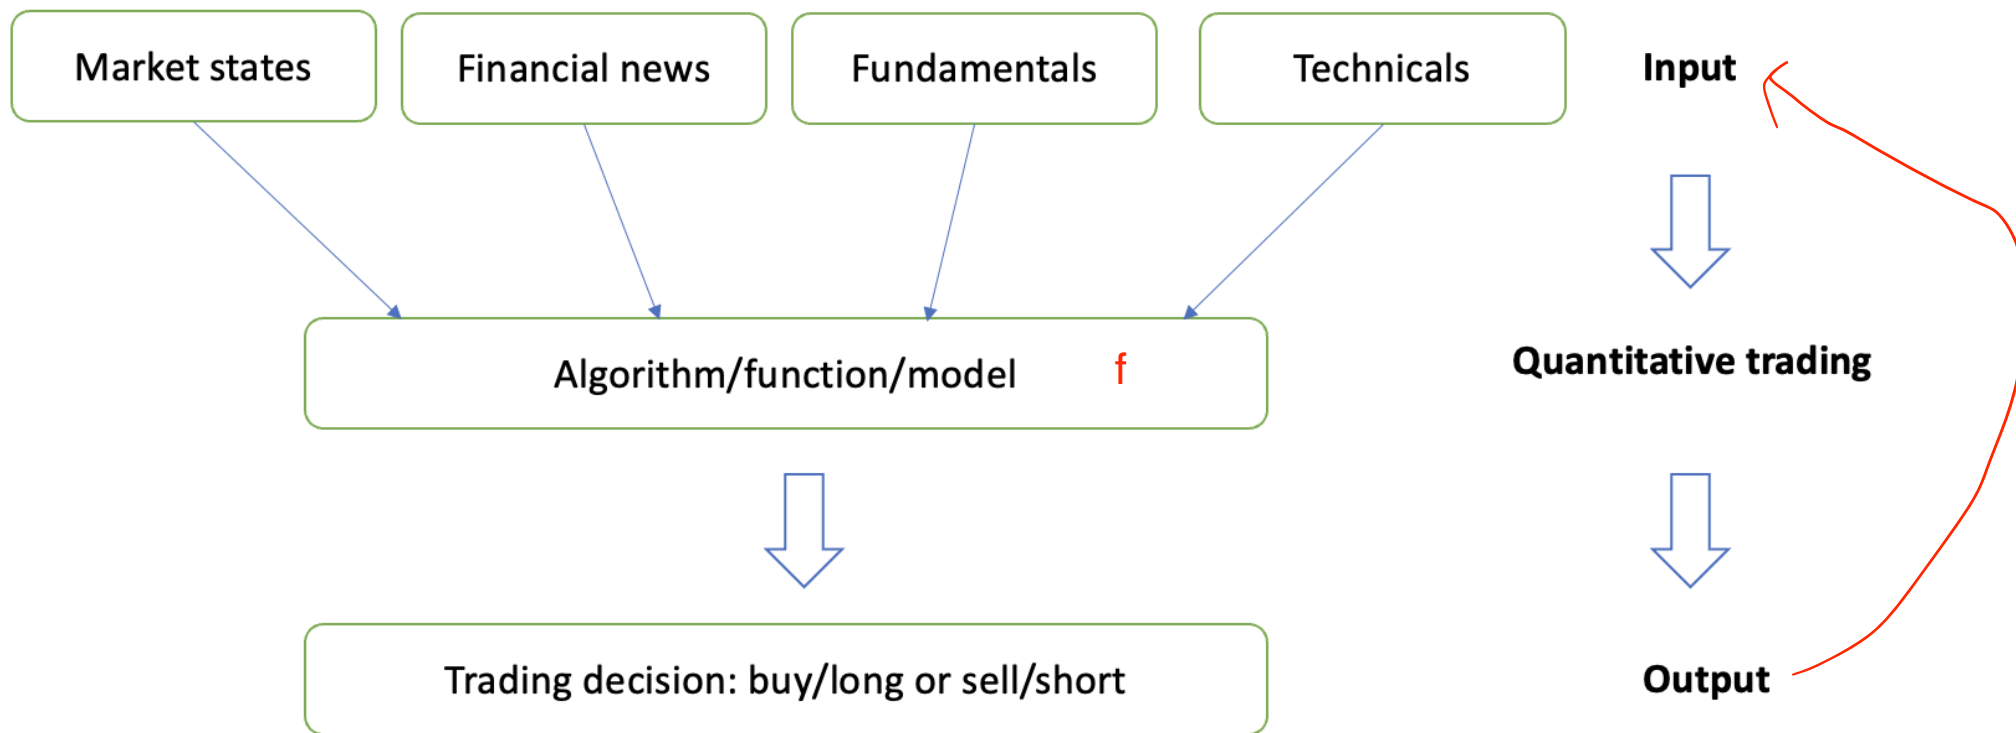 Market states
Financial news
Fundamentals
Technicals
Input
Algorithm/function/model
f
Quantitative trading
Trading decision: buy/long or sell/short
Output